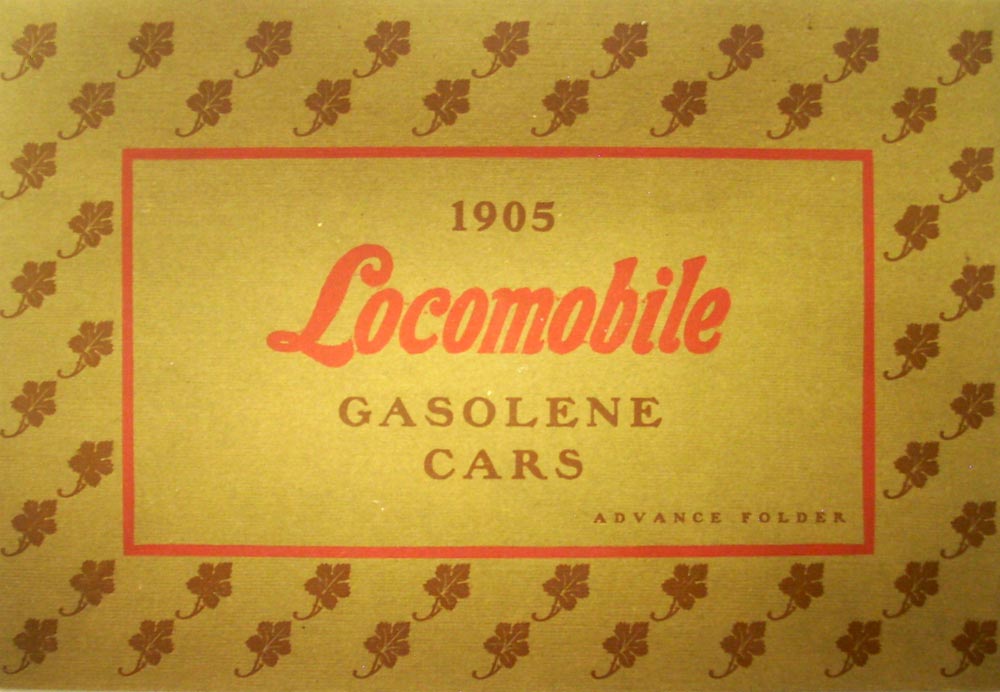 1905
Locomobile
GASOLENE
CARS
ADVANCE FOLDER